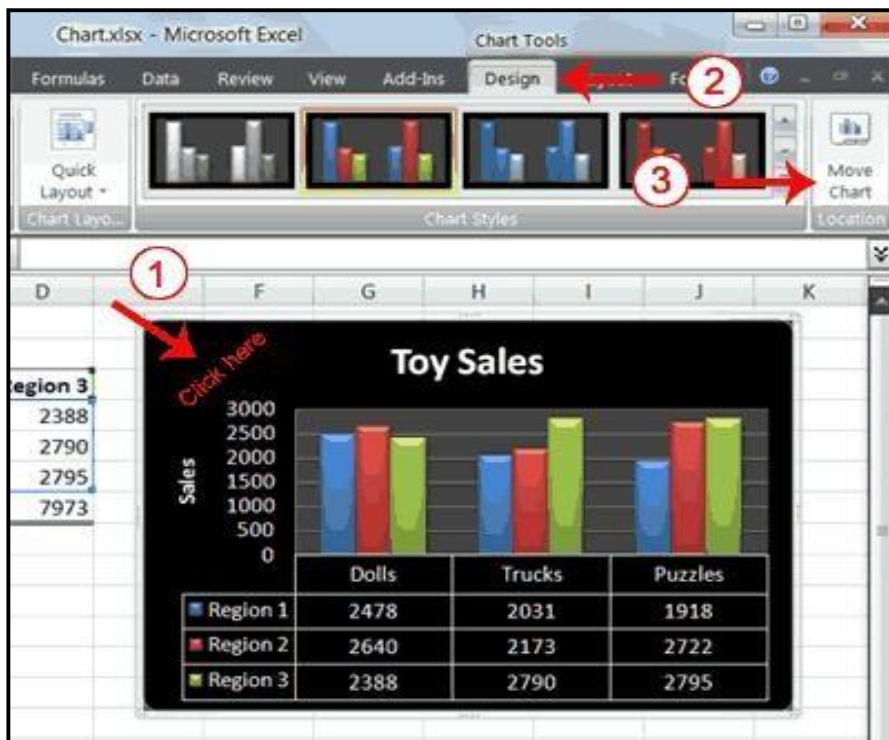 Chart.xlsx - Microsoft Excel
Chart Tools
Formulas Data Review View Add-Ins Design
2
Quick
Layout
3
Move
Chart
Chart Layo...
Chart Styles
Location
1
D F G H I J K
Click here
Toy Sales
egion 3
2388
2790
2795
7973
Sales
3000
2500
2000
1500
1000
500
0
Dolls Trucks Puzzles
Region 1 2478 2031 1918
Region 2 2640 2173 2722
Region 3 2388 2790 2795